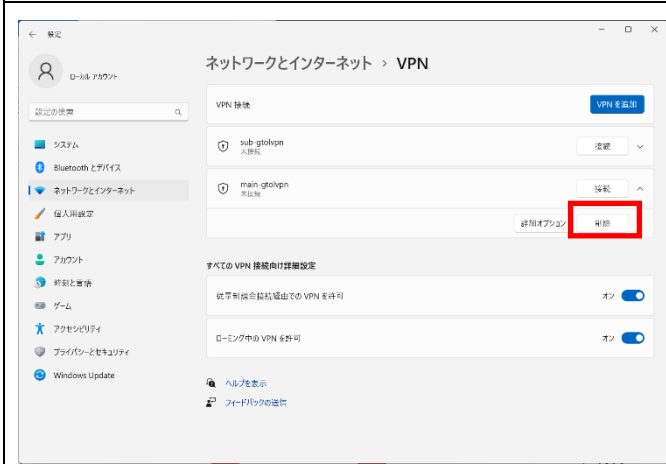 設定
ネットワークとインターネット › VPN
ローカル アカウント
設定の検索
システム
Bluetooth とデバイス
ネットワークとインターネット
個人用設定
アプリ
アカウント
時刻と言語
ゲーム
アクセシビリティ
プライバシーとセキュリティ
Windows Update
VPN 接続
VPN を追加
sub-gtolvpn
未接続
接続
main-gtolvpn
未接続
接続
詳細オプション
削除
すべての VPN 接続向け詳細設定
従量制課金接続経由での VPN を許可
オン
ローミング中の VPN を許可
オン
ヘルプを表示
フィードバックの送信